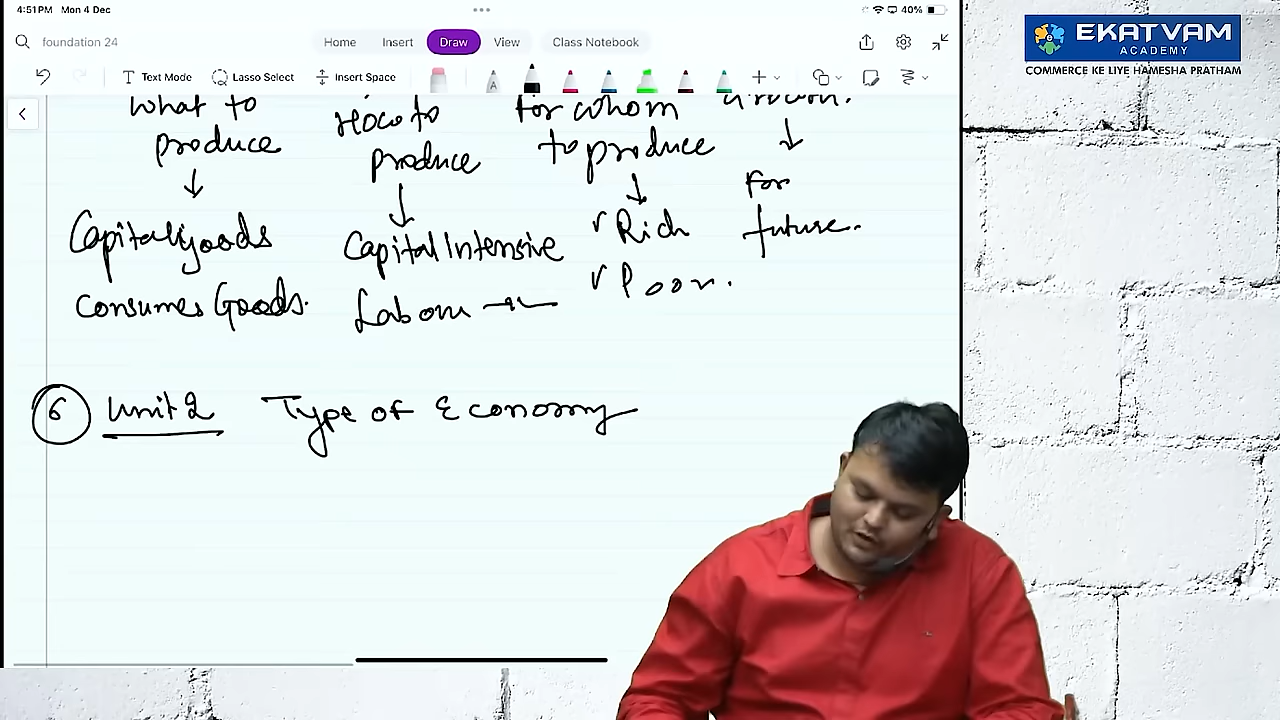 4:51PM Mon 4 Dec
40%
foundation 24
Home Insert Draw View Class Notebook
Text Mode Lasso Select Insert Space
EKATVAM
ACADEMY
COMMERCE KE LIYE HAMESHA PRATHAM
What to
produce
Capital goods
Consumer Goods.
How to
produce
Capital Intensive
Labour
for whom
to produce
Rich
Poor.
for
future.
6 Unit 2 Type of Economy